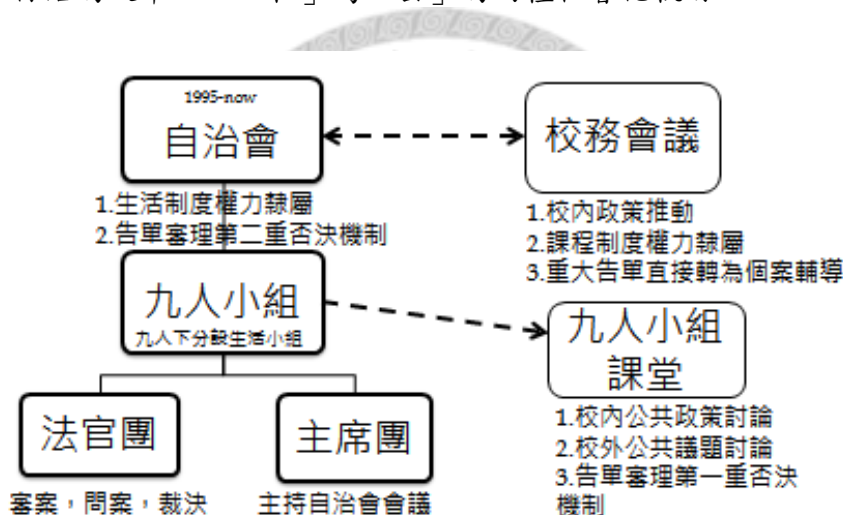 1995-now
自治會
校務會議
1.生活制度權力隸屬
2.告單審理第二重否決機制
1.校內政策推動
2.課程制度權力隸屬
3.重大告單直接轉為個案輔導
九人小組
九人下分設生活小組
九人小組
課堂
1.校內公共政策討論
2.校外公共議題討論
3.告單審理第一重否決
機制
法官團
主席團
審案，問案，裁決
主持自治會會議